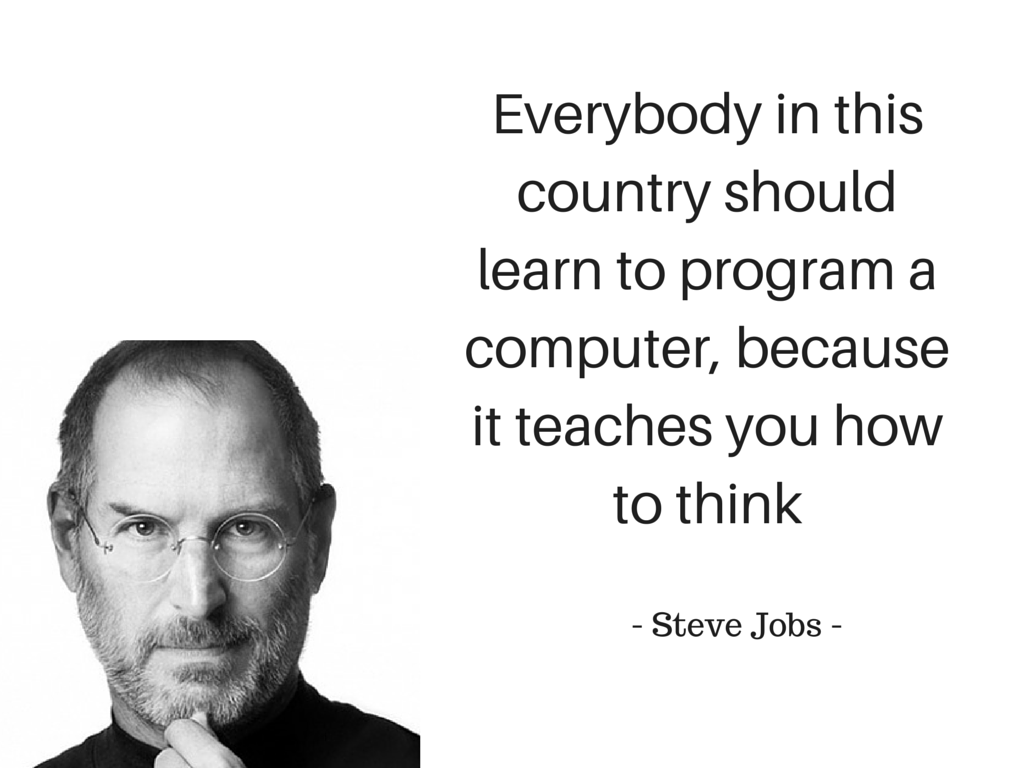 Everybody in this
country should
learn to program a
computer, because
it teaches you how
to think
- Steve Jobs -